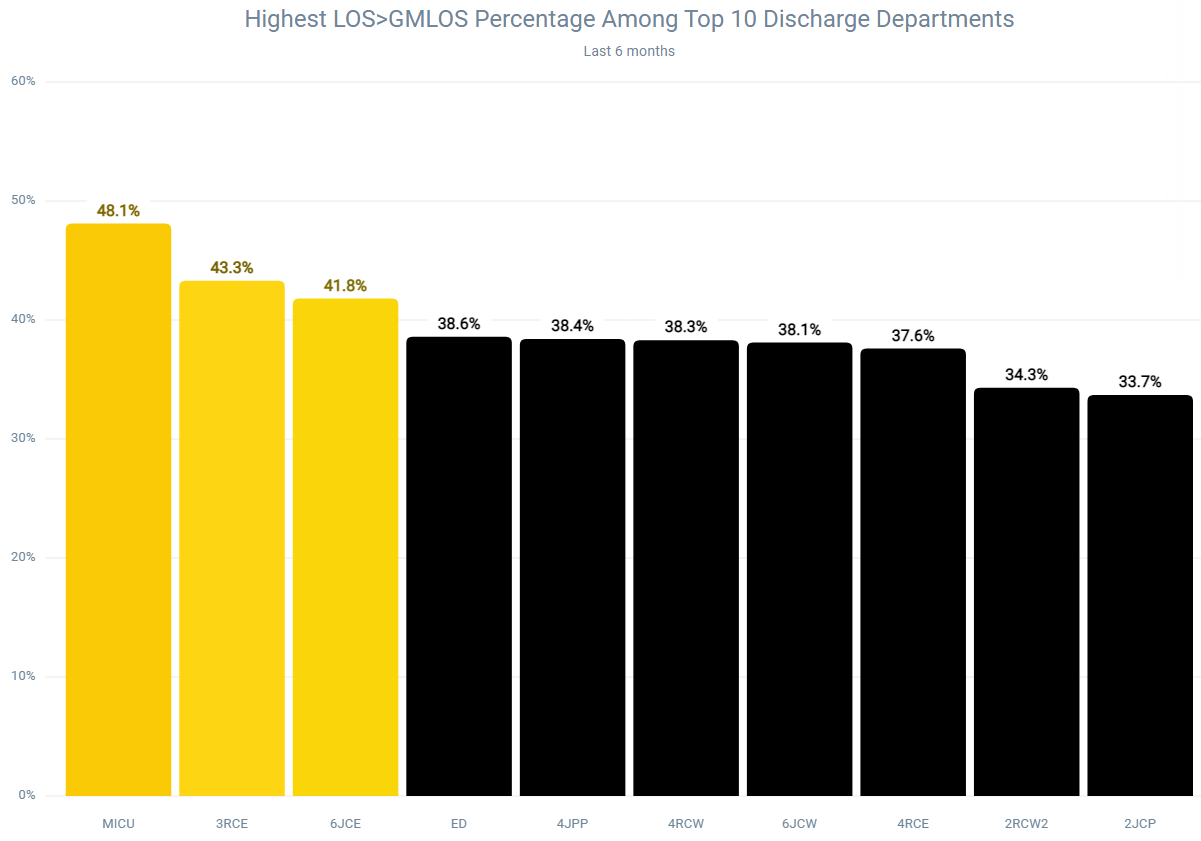 Highest LOS>GMLOS Percentage Among Top 10 Discharge Departments
Last 6 months
60%
50%
40%
30%
20%
10%
0%
48.1%
43.3%
41.8%
38.6%
38.4%
38.3%
38.1%
37.6%
34.3%
33.7%
MICU
3RCE
6JCE
ED
4JPP
4RCW
6JCW
4RCE
2RCW2
2JCP